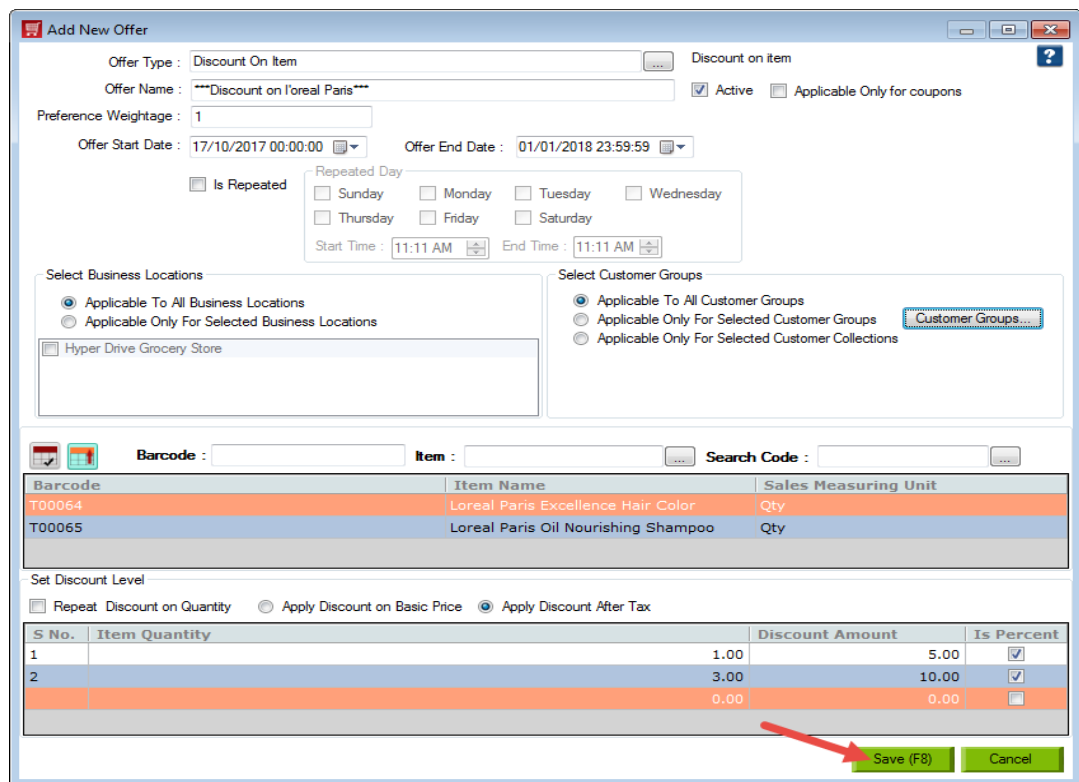 Add New Offer
Offer Type : Discount On Item ... Discount on item ?
Offer Name : ***Discount on l'oreal Paris*** Active Applicable Only for coupons
Preference Weightage : 1
Offer Start Date : 17/10/2017 00:00:00 Offer End Date : 01/01/2018 23:59:59
Is Repeated Repeated Day
Sunday Monday Tuesday Wednesday
Thursday Friday Saturday
Start Time : 11:11 AM End Time : 11:11 AM
Select Business Locations
Applicable To All Business Locations
Applicable Only For Selected Business Locations
Hyper Drive Grocery Store
Select Customer Groups
Applicable To All Customer Groups
Applicable Only For Selected Customer Groups Customer Groups...
Applicable Only For Selected Customer Collections
Barcode : Item : ... Search Code : ...
Barcode Item Name Sales Measuring Unit
T00064 Loreal Paris Excellence Hair Color Qty
T00065 Loreal Paris Oil Nourishing Shampoo Qty
Set Discount Level
Repeat Discount on Quantity Apply Discount on Basic Price Apply Discount After Tax
S No. Item Quantity Discount Amount Is Percent
1 1.00 5.00
2 3.00 10.00
0.00 0.00
Save (F8) Cancel